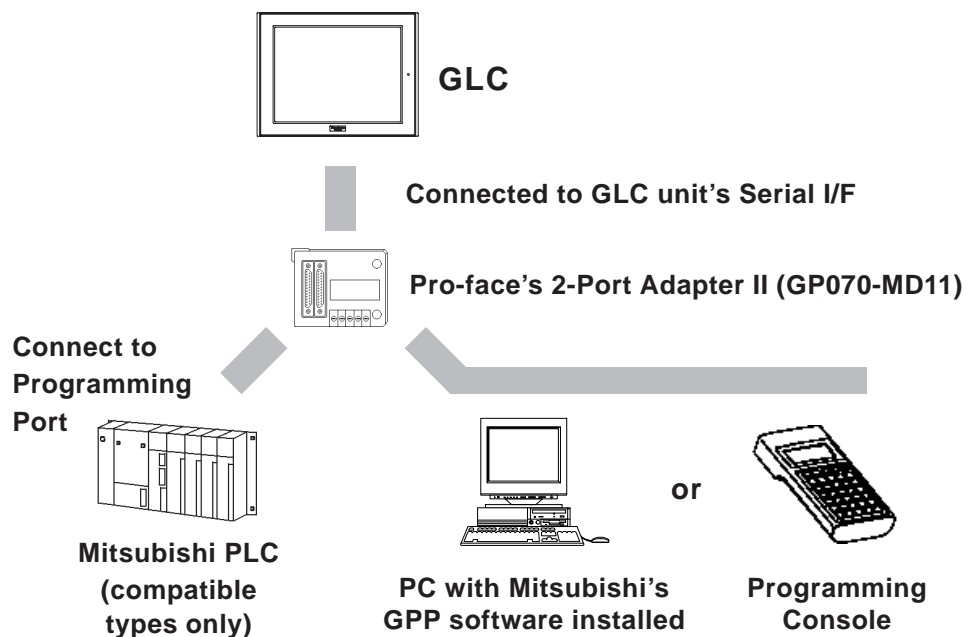 GLC
Connected to GLC unit's Serial I/F
Pro-face's 2-Port Adapter II (GP070-MD11)
Connect to
Programming
Port
or
Mitsubishi PLC
(compatible
types only)
PC with Mitsubishi's
GPP software installed
Programming
Console